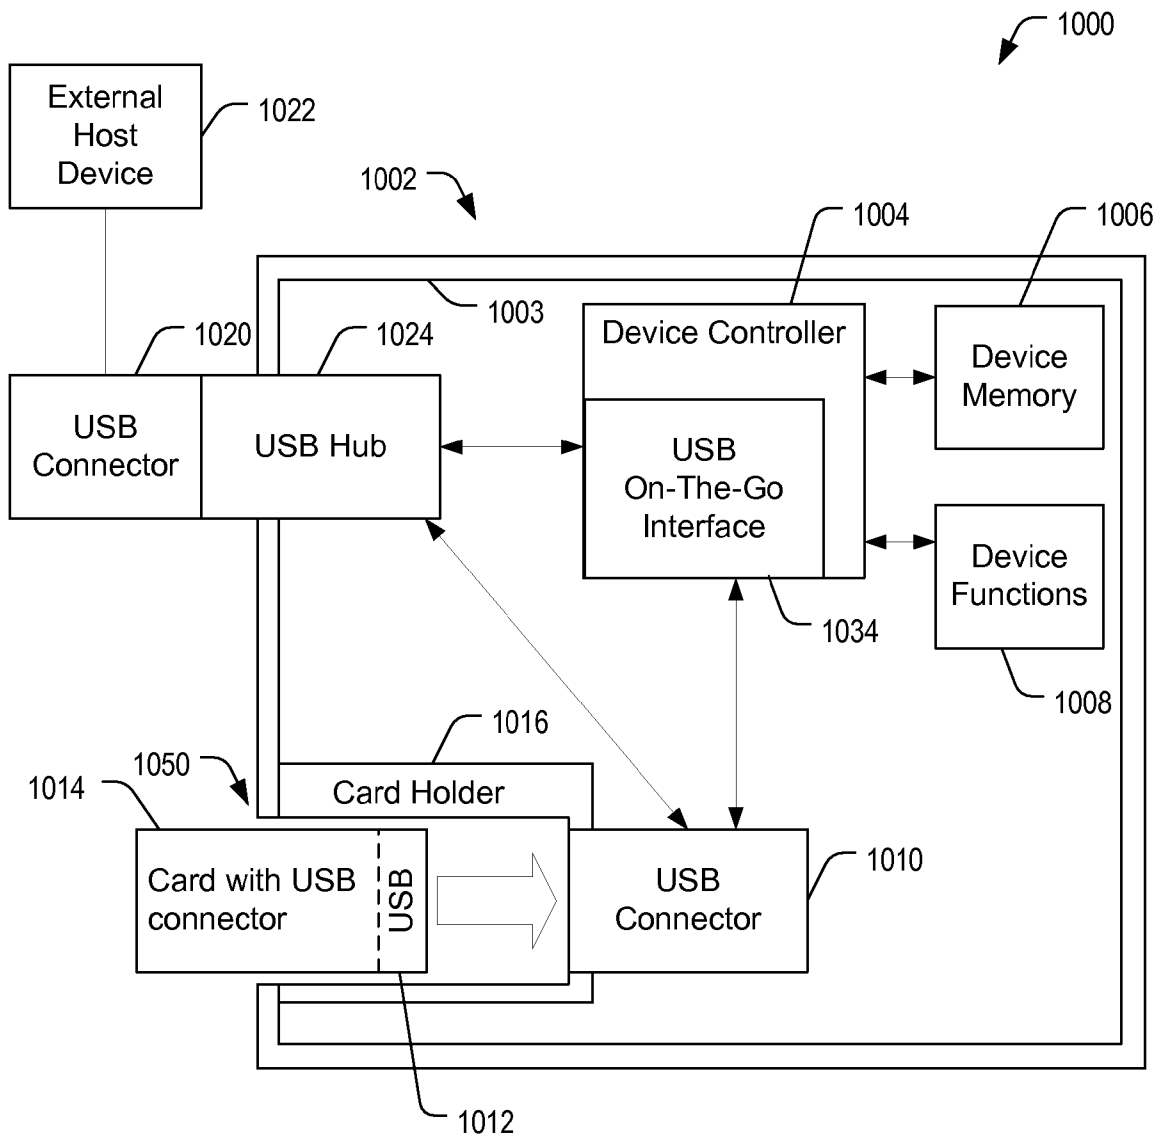 1000
External
Host
Device
1022
1002
1004
1006
1003
1020
1024
Device Controller
Device
Memory
USB
Connector
USB Hub
USB
On-The-Go
Interface
Device
Functions
1034
1008
1016
1050
1014
Card Holder
Card with USB
connector
USB
USB
Connector
1010
1012